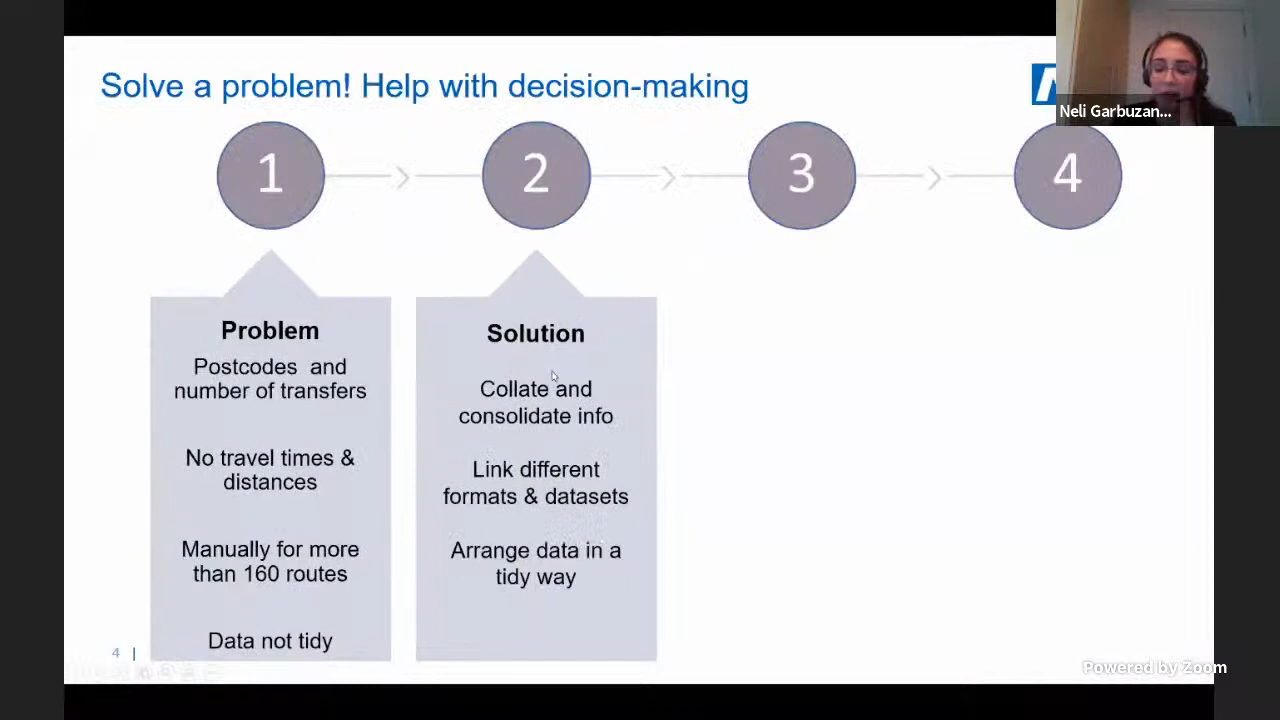 Solve a problem! Help with decision-making
Neli Garbuzan...
1
2
3
4
Problem
Postcodes and
number of transfers
No travel times &
distances
Manually for more
than 160 routes
Data not tidy
Solution
Collate and
consolidate info
Link different
formats & datasets
Arrange data in a
tidy way
4 |
Powered by Zoom